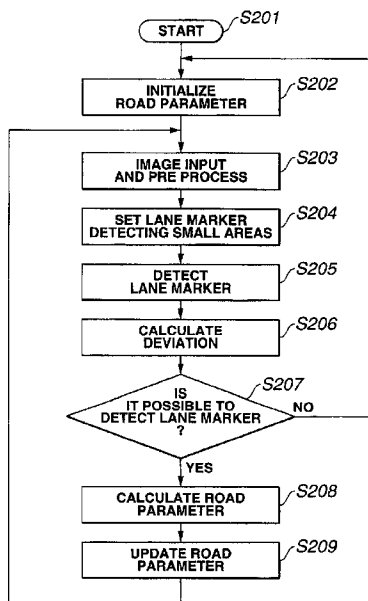 START
S201
INITIALIZE
ROAD PARAMETER
S202
IMAGE INPUT
AND PRE PROCESS
S203
SET LANE MARKER
DETECTING SMALL AREAS
S204
DETECT
LANE MARKER
S205
CALCULATE
DEVIATION
S206
IS
IT POSSIBLE TO
DETECT LANE MARKER
?
S207
NO
YES
CALCULATE ROAD
PARAMETER
S208
UPDATE ROAD
PARAMETER
S209